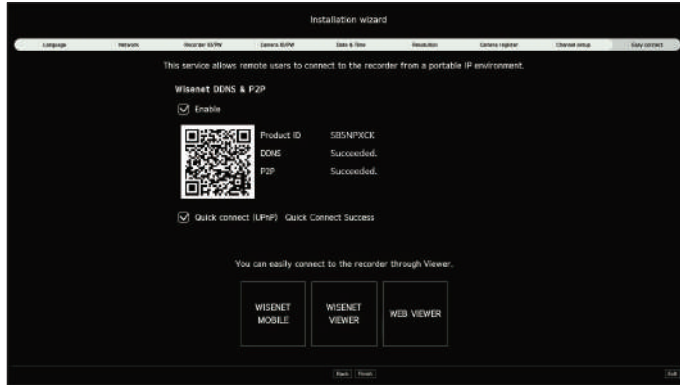 Installation wizard
Language Network Recorder ID/PW Camera ID/PW Date & Time Resolution Camera register Channel setup Easy connect
This service allows remote users to connect to the recorder from a portable IP environment.
Wisenet DDNS & P2P
Enable
Product ID SBSNPXCK
DDNS Succeeded.
P2P Succeeded.
Quick connect (UPnP) Quick Connect Success
You can easily connect to the recorder through Viewer.
WISENET MOBILE
WISENET VIEWER
WEB VIEWER
Back Finish Exit